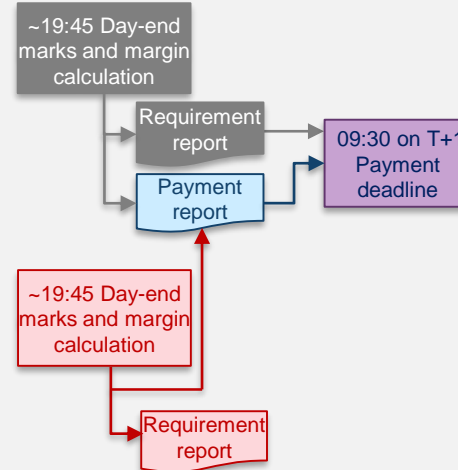 ~19:45 Day-end
marks and margin
calculation
Requirement
report
09:30 on T+1
Payment
deadline
Payment
report
~19:45 Day-end
marks and margin
calculation
Requirement
report